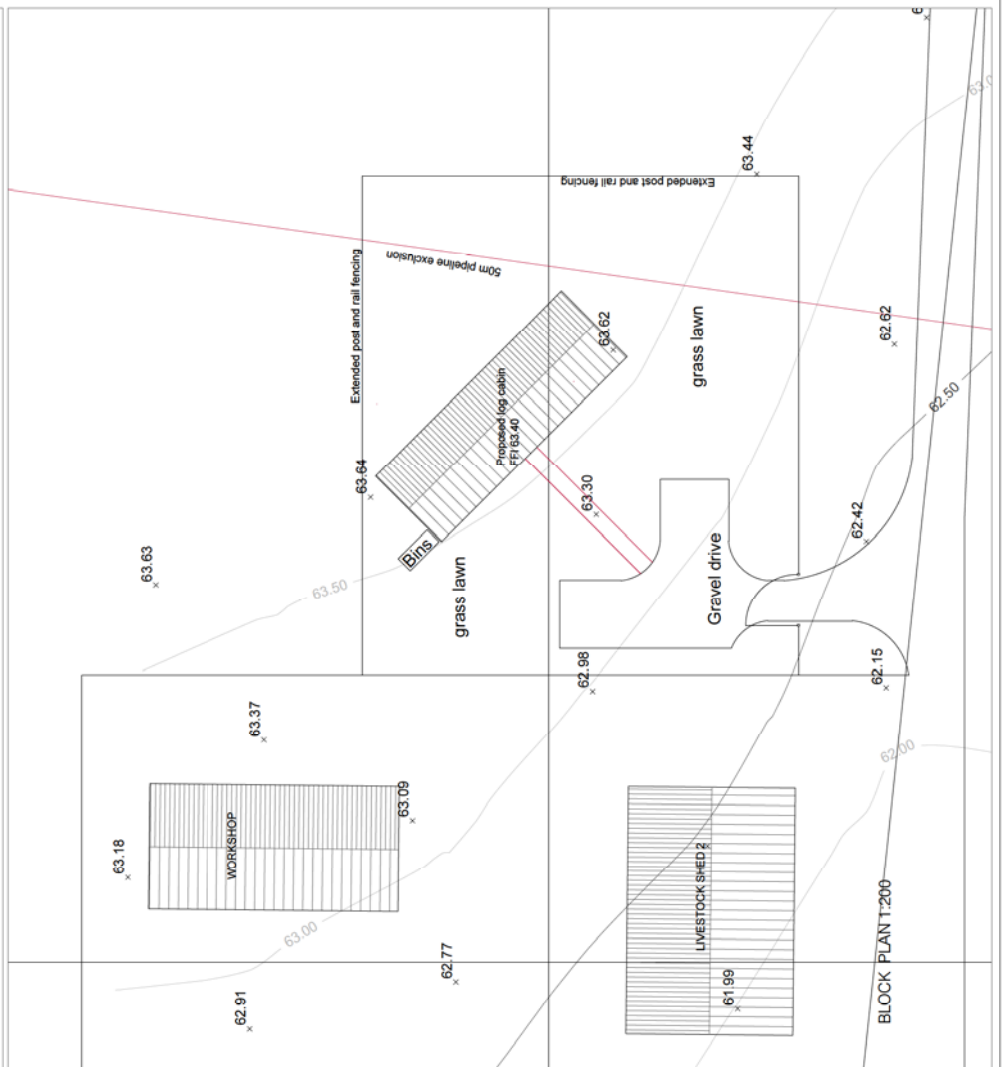 63.44
Extended post and rail fencing
Extended post and rail fencing
50m pipeline exclusion
63.62
62.62
grass lawn
62.50
Proposed log cabin
FFl 63.40
63.64
63.30
62.42
63.63
Bins
63.50
grass lawn
Gravel drive
62.98
62.15
63.37
62.00
63.09
WORKSHOP
63.18
LIVESTOCK SHED 2
63.00
62.77
61.99
62.91
BLOCK PLAN 1:200